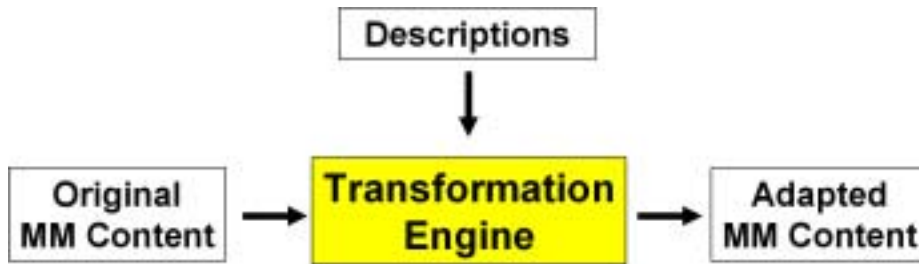 Descriptions
Original
MM Content
Transformation
Engine
Adapted
MM Content